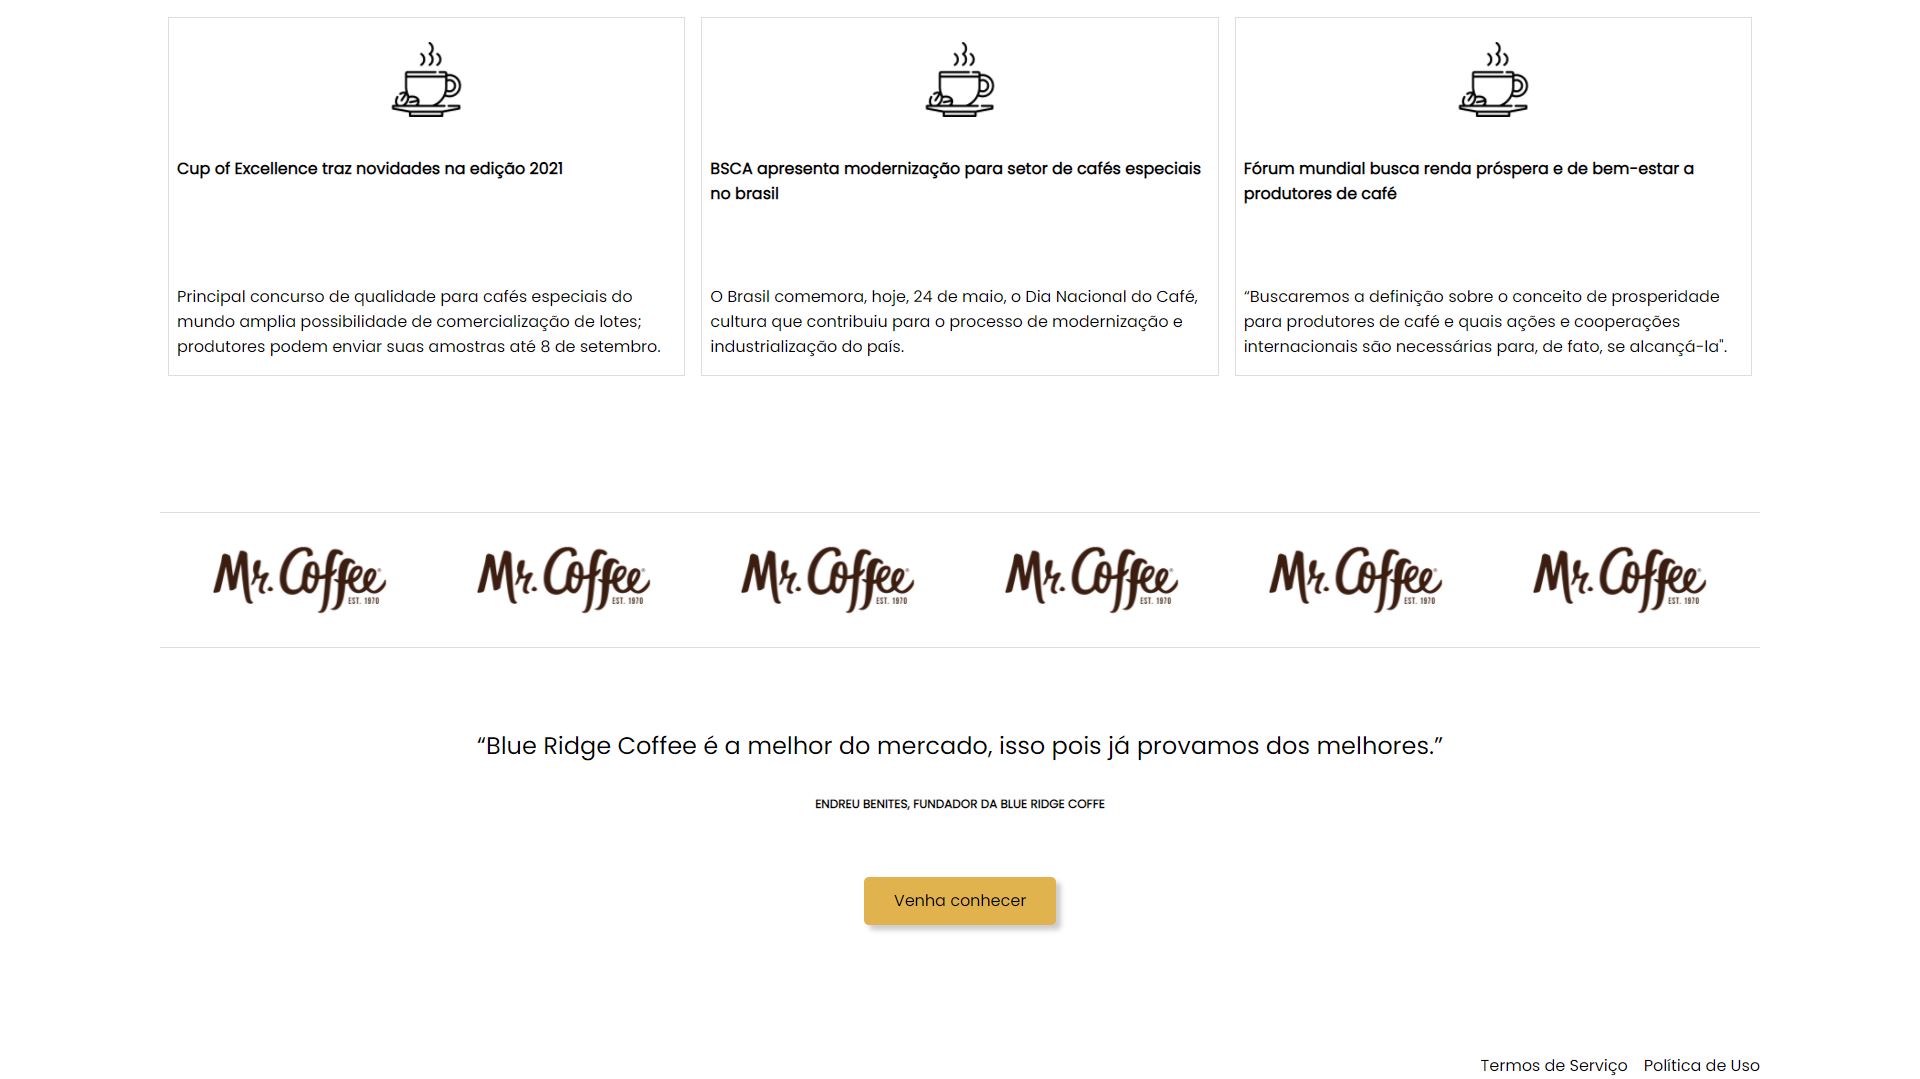 Cup of Excellence traz novidades na edição 2021
Principal concurso de qualidade para cafés especiais do
mundo amplia possibilidade de comercialização de lotes;
produtores podem enviar suas amostras até 8 de setembro.
BSCA apresenta modernização para setor de cafés especiais
no brasil
O Brasil comemora, hoje, 24 de maio, o Dia Nacional do Café,
cultura que contribuiu para o processo de modernização e
industrialização do país.
Fórum mundial busca renda próspera e de bem-estar a
produtores de café
“Buscaremos a definição sobre o conceito de prosperidade
para produtores de café e quais ações e cooperações
internacionais são necessárias para, de fato, se alcançá-la".
Mr. Coffee
EST. 1970
Mr. Coffee
EST. 1970
Mr. Coffee
EST. 1970
Mr. Coffee
EST. 1970
Mr. Coffee
EST. 1970
Mr. Coffee
EST. 1970
“Blue Ridge Coffee é a melhor do mercado, isso pois já provamos dos melhores.”
ENDREU BENITES, FUNDADOR DA BLUE RIDGE COFFE
Venha conhecer
Termos de Serviço Política de Uso